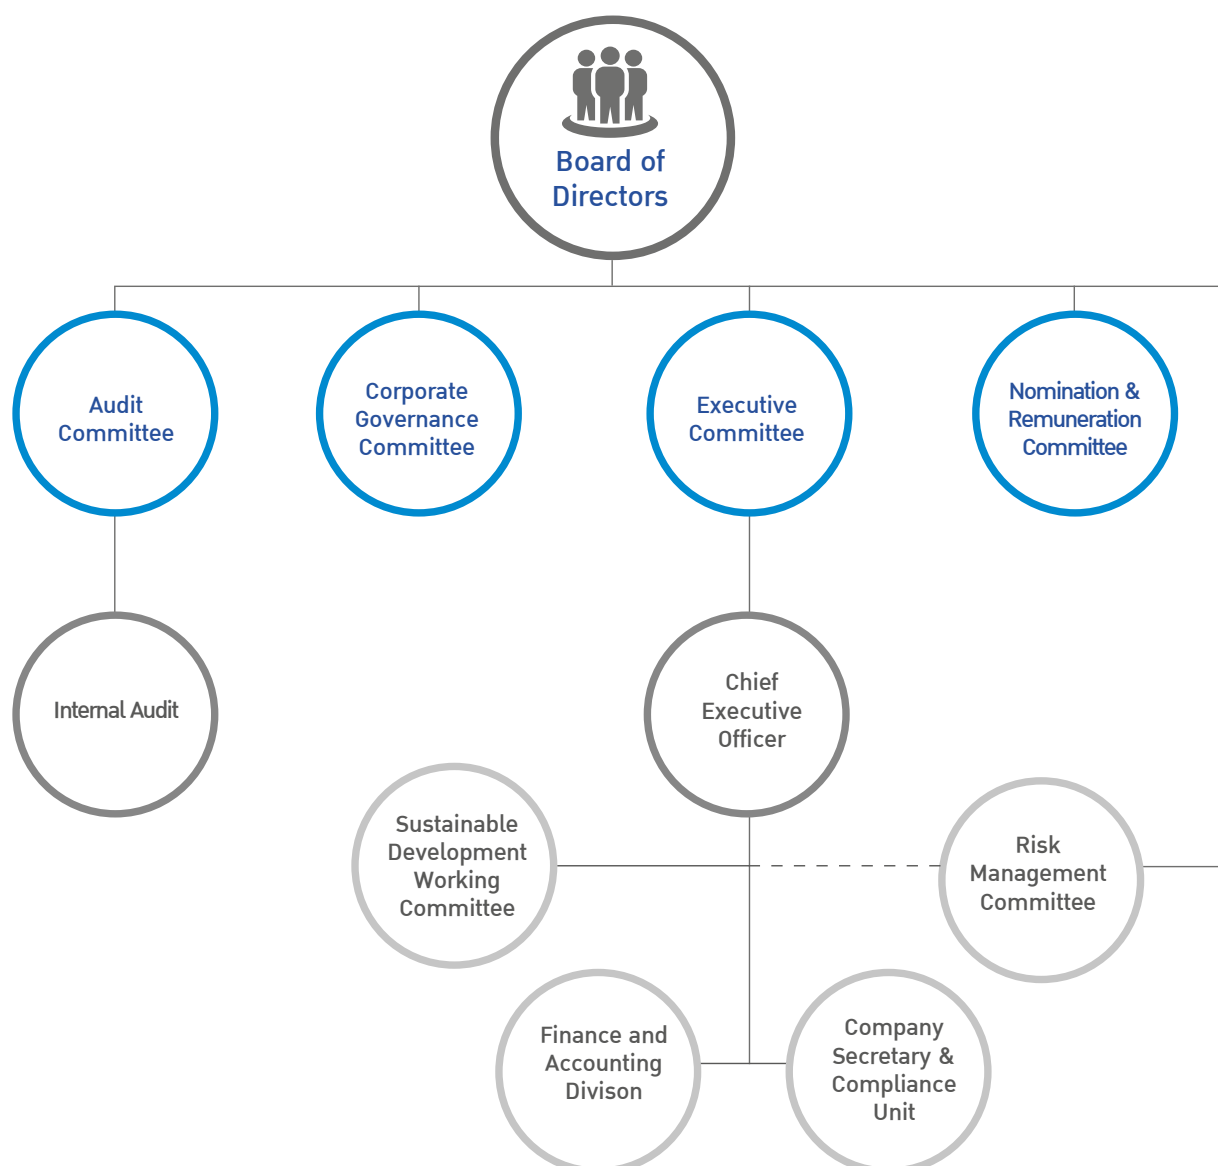 Board of
Directors
Audit
Committee
Corporate
Governance
Committee
Executive
Committee
Nomination &
Remuneration
Committee
Internal Audit
Chief
Executive
Officer
Sustainable
Development
Working
Committee
Risk
Management
Committee
Finance and
Accounting
Divison
Company
Secretary &
Compliance
Unit